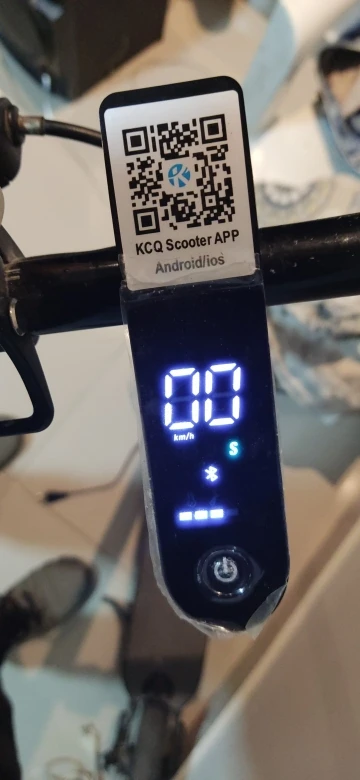 KCQ Scooter APP
Android/ios
00
km/h
S